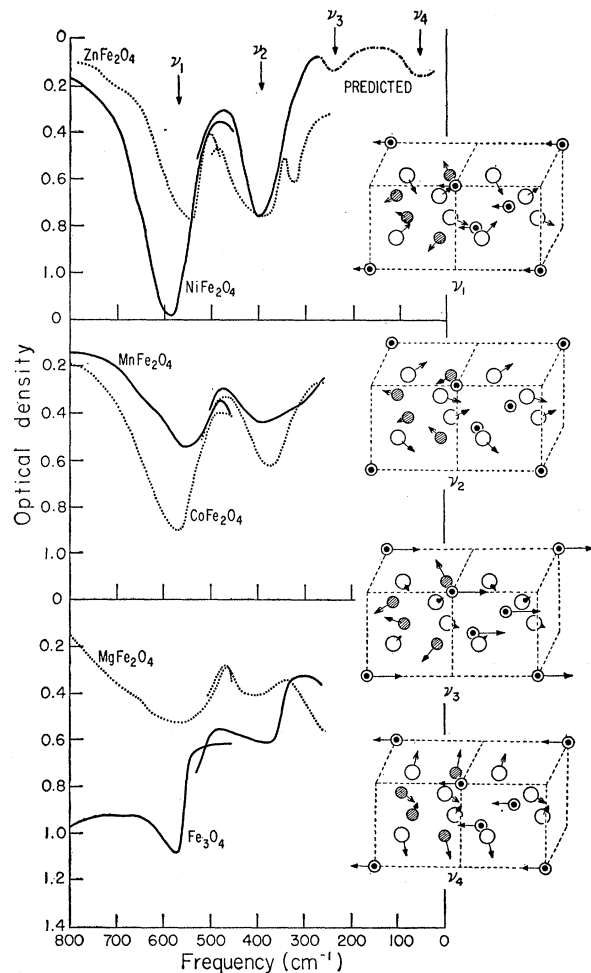 0
0.2
0.4
0.6
0.8
1.0
0
0.2
0.4
0.6
0.8
1.0
0
0.2
0.4
0.6
0.8
1.0
1.2
1.4
Optical density
800
700
600
500
400
300
200
100
0
Frequency (cm⁻¹)
ZnFe₂O₄
NiFe₂O₄
ν₁
ν₂
ν₃
ν₄
PREDICTED
MnFe₂O₄
CoFe₂O₄
MgFe₂O₄
Fe₃O₄
ν₁
ν₂
ν₃
ν₄